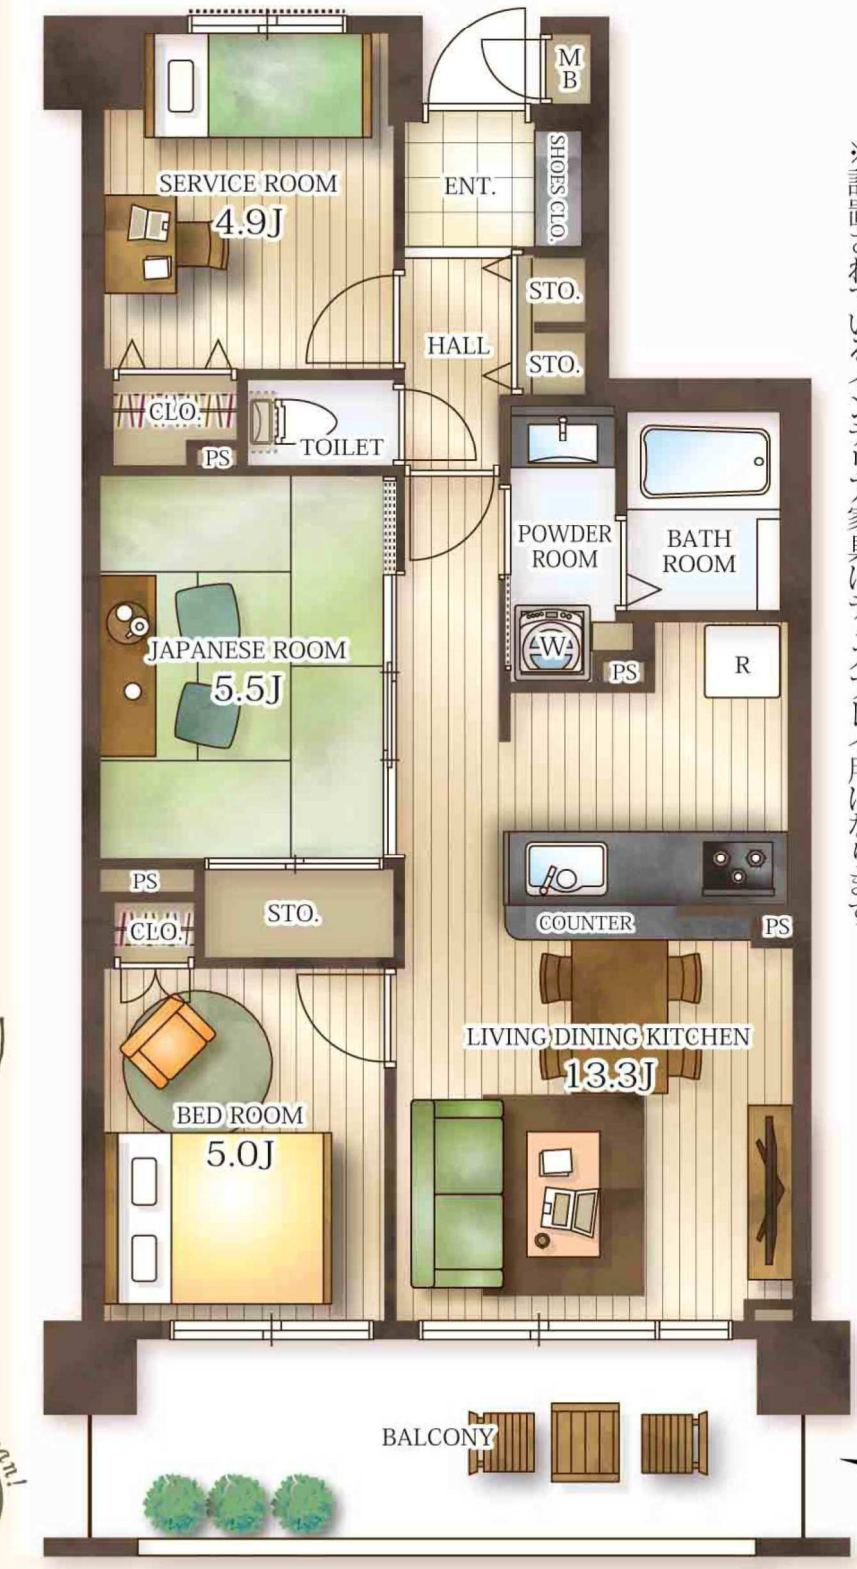 M
B
SERVICE ROOM
4.9J
ENT.
SHOES CLO.
STO.
HALL
STO.
CLO.
TOILET
PS
POWDER
ROOM
BATH
ROOM
JAPANESE ROOM
5.5J
W
PS
R
PS
STO.
CLO.
COUNTER
PS
LIVING DINING KITCHEN
13.3J
BED ROOM
5.0J
BALCONY